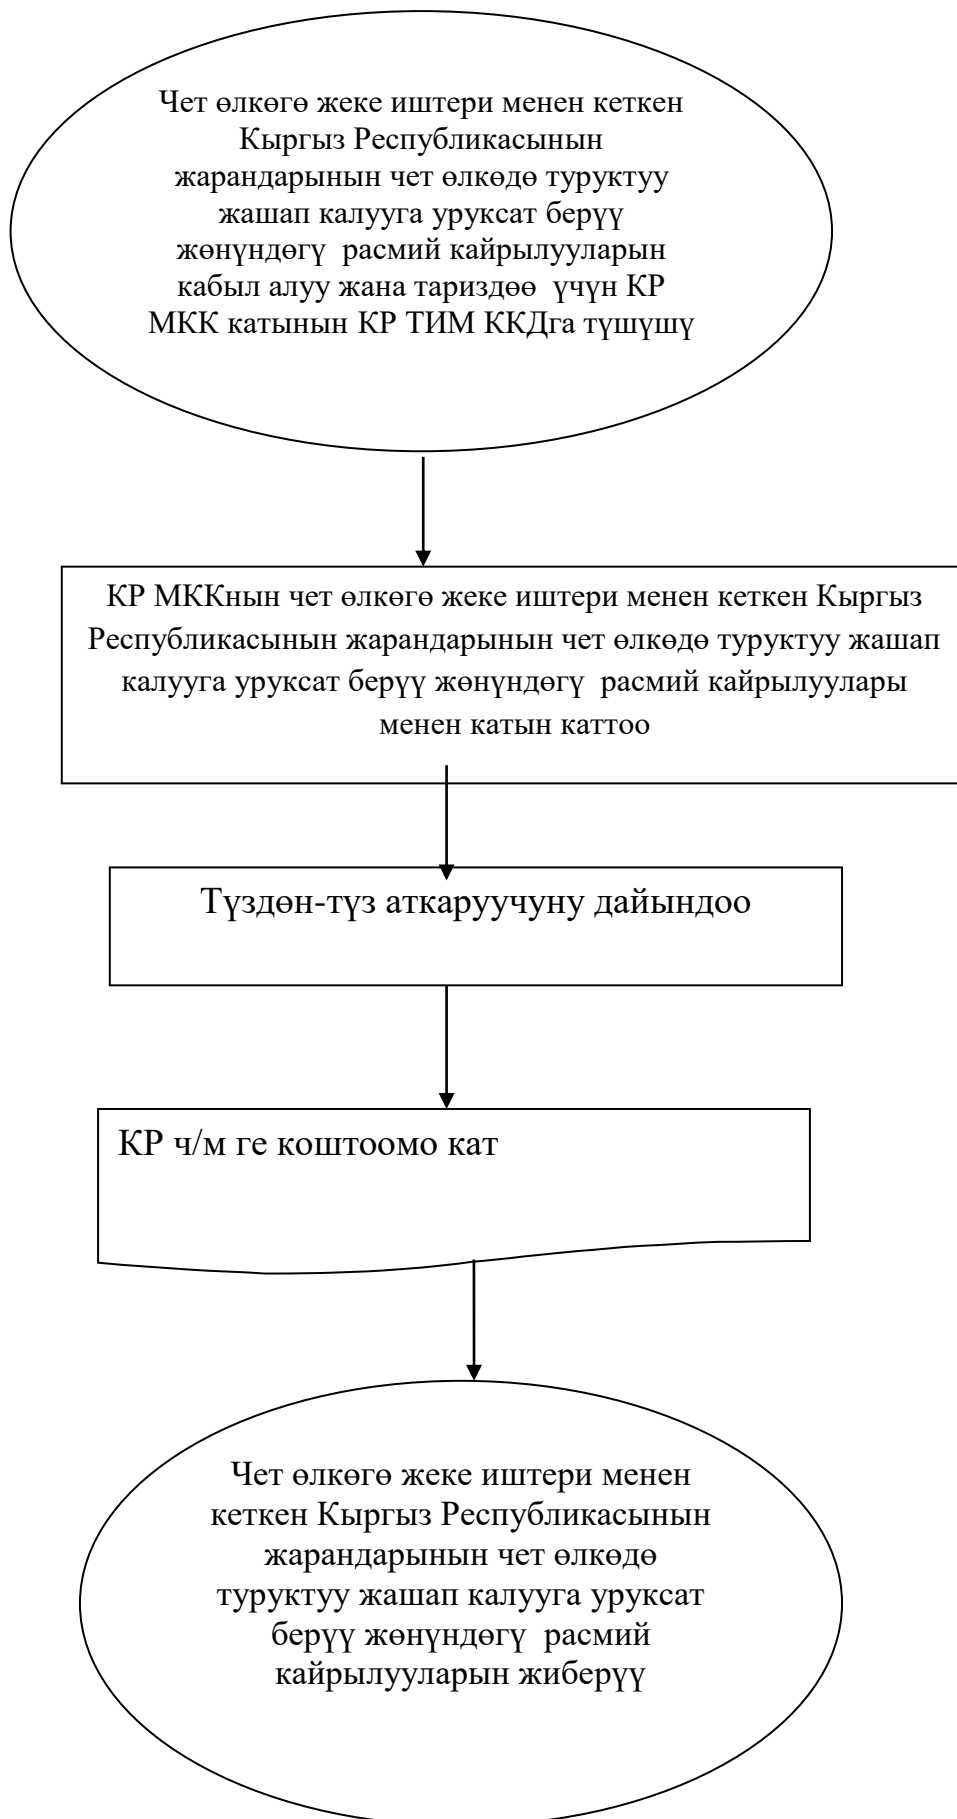 Чет өлкөгө жеке иштери менен кеткен
Кыргыз Республикасынын
жарандарынын чет өлкөдө туруктуу
жашап калууга уруксат берүү
жөнүндөгү  расмий кайрылууларын
кабыл алуу жана тариздөө  үчүн КР
МКК катынын КР ТИМ ККДга түшүшү
КР МККнын чет өлкөгө жеке иштери менен кеткен Кыргыз
Республикасынын жарандарынын чет өлкөдө туруктуу жашап
калууга уруксат берүү жөнүндөгү  расмий кайрылуулары
менен катын каттоо
Түздөн-түз аткаруучуну дайындоо
КР ч/м ге коштоомо кат
Чет өлкөгө жеке иштери менен
кеткен Кыргыз Республикасынын
жарандарынын чет өлкөдө
туруктуу жашап калууга уруксат
берүү жөнүндөгү  расмий
кайрылууларын жиберүү